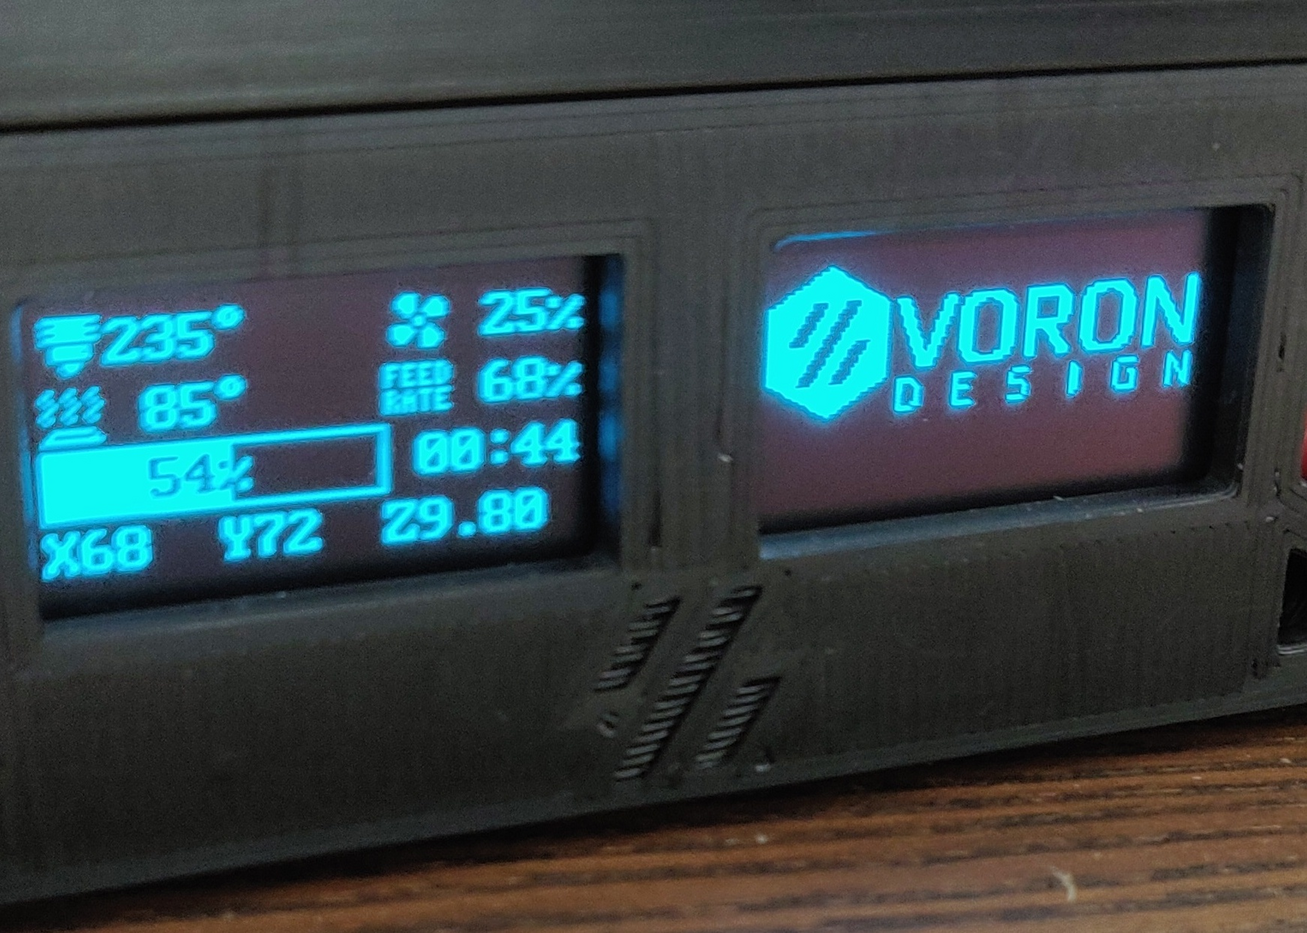 235° 25%
85° FEED RATE 68%
54% 00:44
X68 Y72 Z9.80
VORON
DESIGN